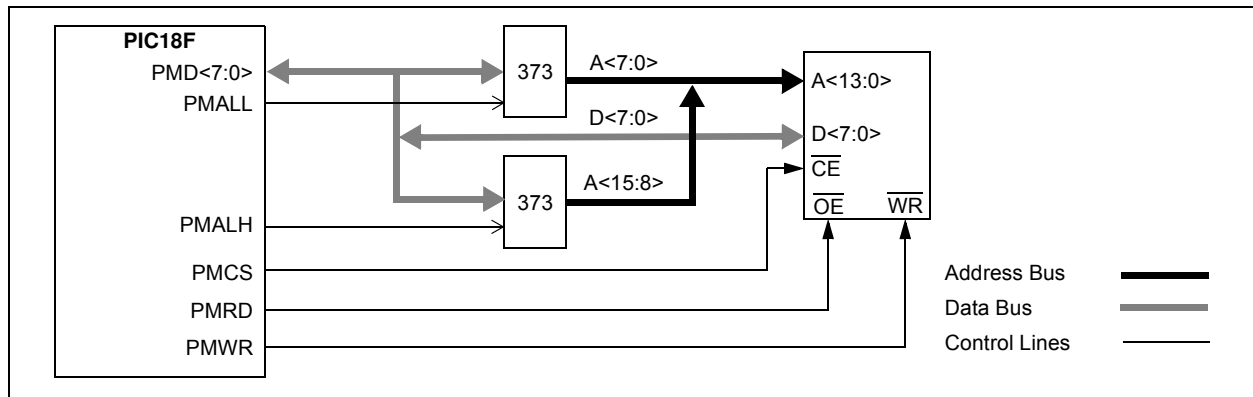 PIC18F
PMD<7:0>
PMALL
PMALH
PMCS
PMRD
PMWR
373
A<7:0>
D<7:0>
373
A<15:8>
A<13:0>
D<7:0>
CE
OE WR
Address Bus
Data Bus
Control Lines